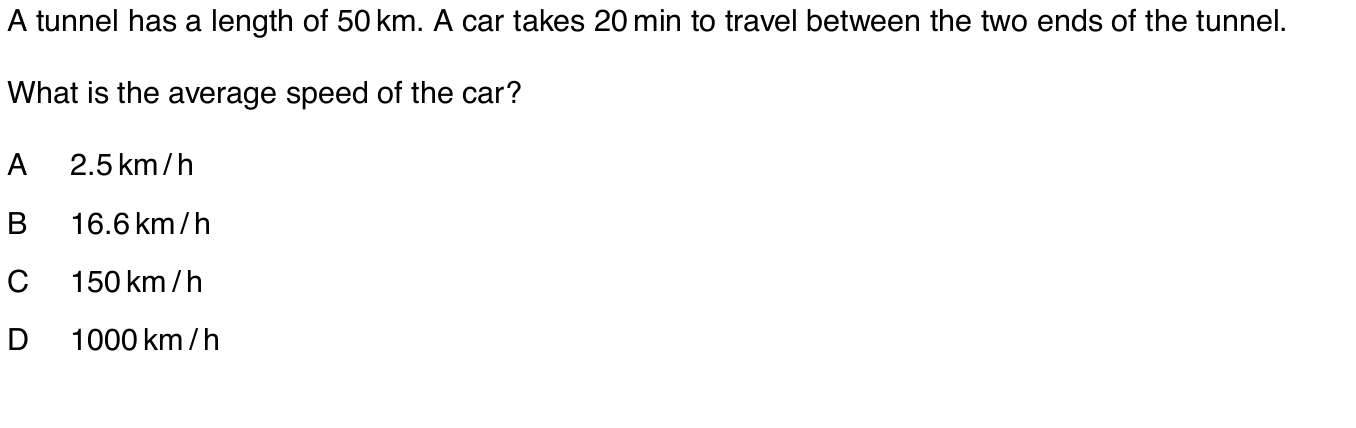 A tunnel has a length of 50 km. A car takes 20 min to travel between the two ends of the tunnel.
What is the average speed of the car?
A 2.5 km / h
B 16.6 km / h
C 150 km / h
D 1000 km / h